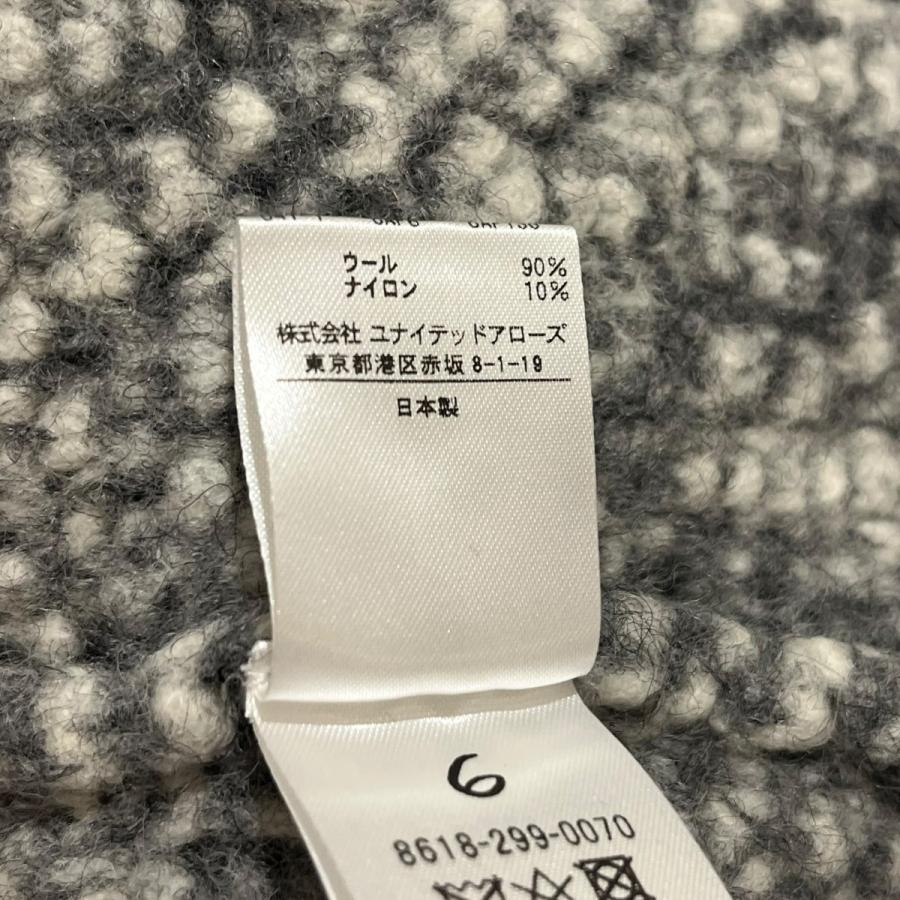 ウール 90%
ナイロン 10%
株式会社 ユナイテッドアローズ
東京都港区赤坂 8-1-19
日本製
6
8618-299-0070